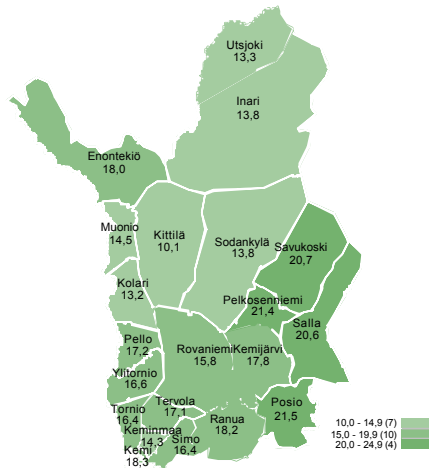 Utsjoki
13,3
Inari
13,8
Enontekiö
18,0
Muonio
14,5
Kittilä
10,1
Sodankylä
13,8
Savukoski
20,7
Kolari
13,2
Pelkosenniemi
21,4
Salla
20,6
Pello
17,2
Rovaniemi
15,8
Kemijärvi
17,8
Ylitornio
16,6
Tornio
16,4
Tervola
17,1
Keminmaa
14,3
Kemi
18,3
Simo
16,4
Ranua
18,2
Posio
21,5
10,0 - 14,9 (7)
15,0 - 19,9 (10)
20,0 - 24,9 (4)